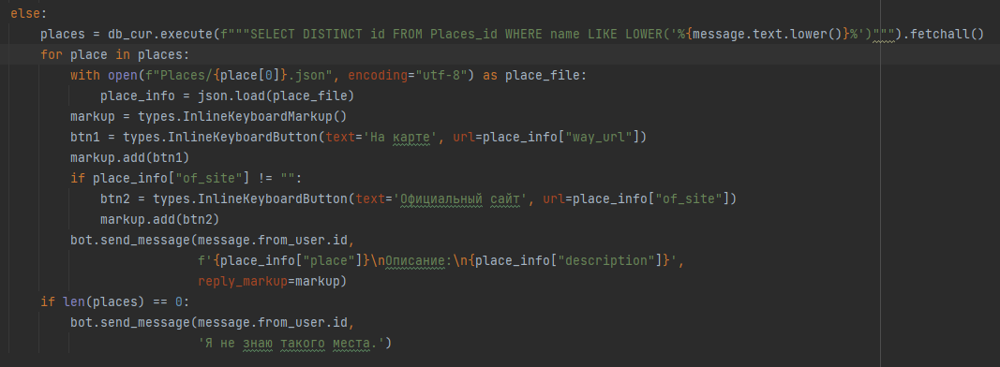 else:
    places = db_cur.execute(f"""SELECT DISTINCT id FROM Places_id WHERE name LIKE LOWER('%{message.text.lower()}%')""").fetchall()
    for place in places:
        with open(f"Places/{place[0]}.json", encoding="utf-8") as place_file:
            place_info = json.load(place_file)
        markup = types.InlineKeyboardMarkup()
        btn1 = types.InlineKeyboardButton(text='На карте', url=place_info["way_url"])
        markup.add(btn1)
        if place_info["of_site"] != "":
            btn2 = types.InlineKeyboardButton(text='Официальный сайт', url=place_info["of_site"])
            markup.add(btn2)
        bot.send_message(message.from_user.id,
                         f'{place_info["place"]}\nОписание:\n{place_info["description"]}',
                         reply_markup=markup)
    if len(places) == 0:
        bot.send_message(message.from_user.id,
                         'Я не знаю такого места.')